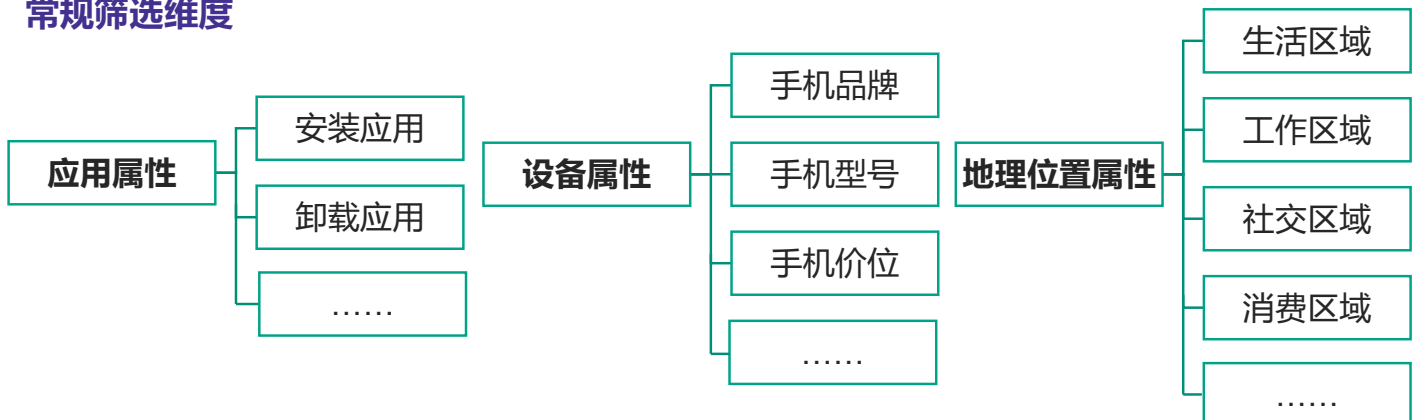 常规筛选维度
应用属性
安装应用
卸载应用
……
设备属性
手机品牌
手机型号
手机价位
……
地理位置属性
生活区域
工作区域
社交区域
消费区域
……